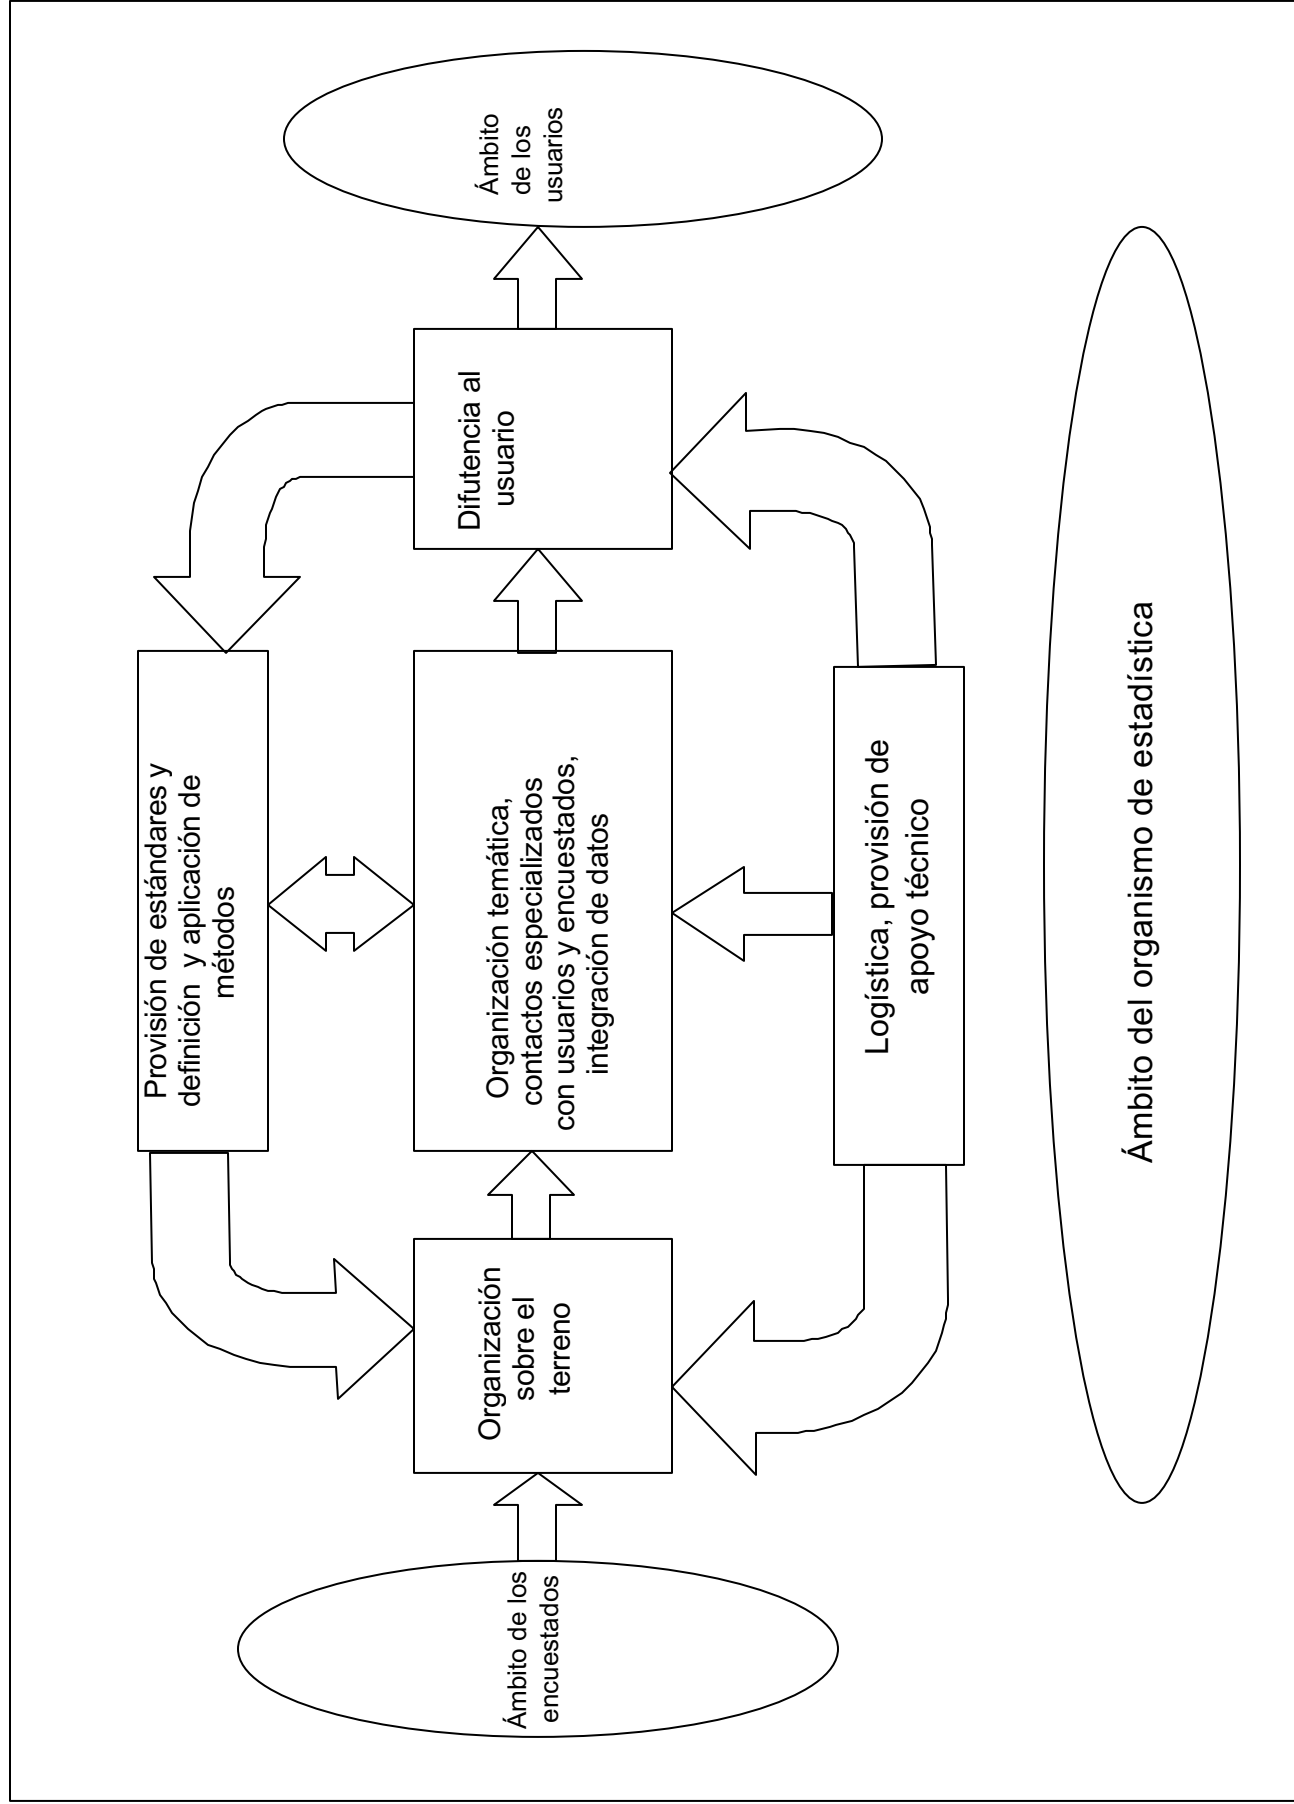 Provisión de estándares y
definición y aplicación de
métodos
Ámbito de los
encuestados
Organización
sobre el
terreno
Organización temática,
contactos especializados
con usuarios y encuestados,
integración de datos
Difutencia al
usuario
Ámbito
de los
usuarios
Logística, provisión de
apoyo técnico
Ámbito del organismo de estadística